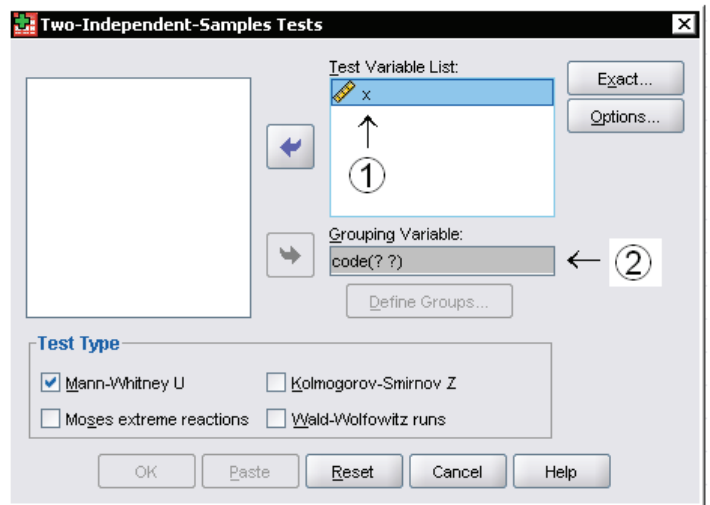 Two-Independent-Samples Tests
Test Variable List:
x
Exact...
Options...
①
Grouping Variable:
code(? ?)
②
Define Groups...
Test Type
Mann-Whitney U
Kolmogorov-Smirnov Z
Moses extreme reactions
Wald-Wolfowitz runs
OK
Paste
Reset
Cancel
Help